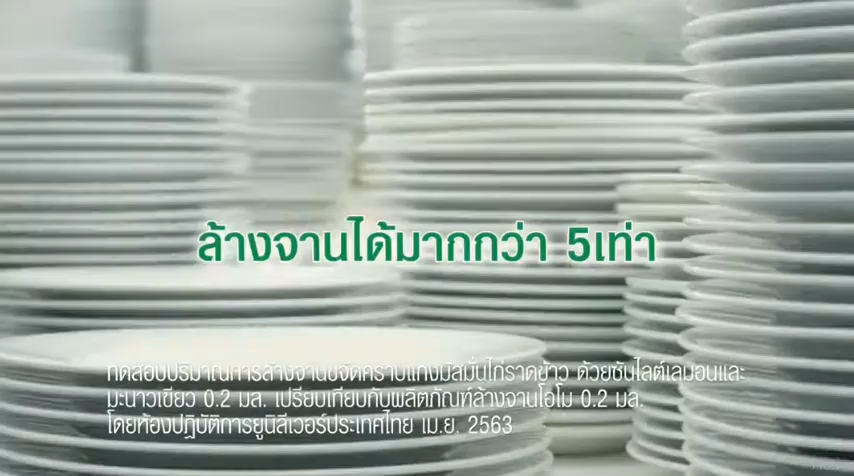 ล้างจานได้มากกว่า 5เท่า
ทดสอบปริมาณการล้างจานขจัดคราบแกงมัสมั่นไก่ราดข้าว ด้วยซันไลต์เลมอนและ
มะนาวเขียว 0.2 มล. เปรียบเทียบกับผลิตภัณฑ์ล้างจานโอโม 0.2 มล.
โดยห้องปฏิบัติการยูนิลีเวอร์ประเทศไทย เม.ย. 2563